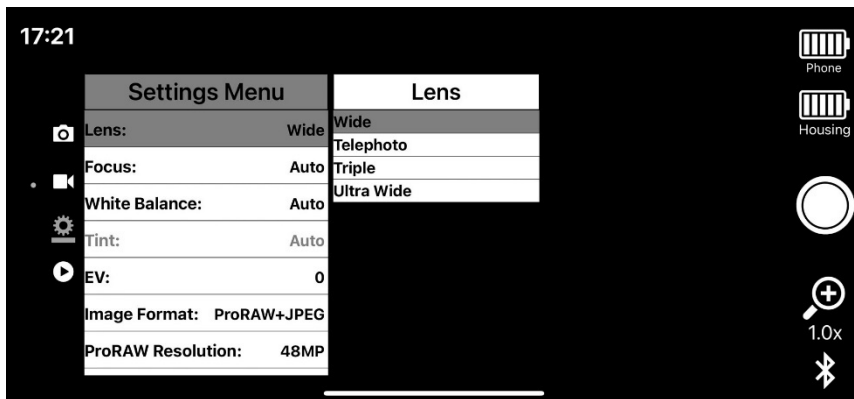 17:21
Phone
Housing
Settings Menu
Lens: Wide
Focus: Auto
White Balance: Auto
Tint: Auto
EV: 0
Image Format: ProRAW+JPEG
ProRAW Resolution: 48MP
Lens
Wide
Telephoto
Triple
Ultra Wide
1.0x